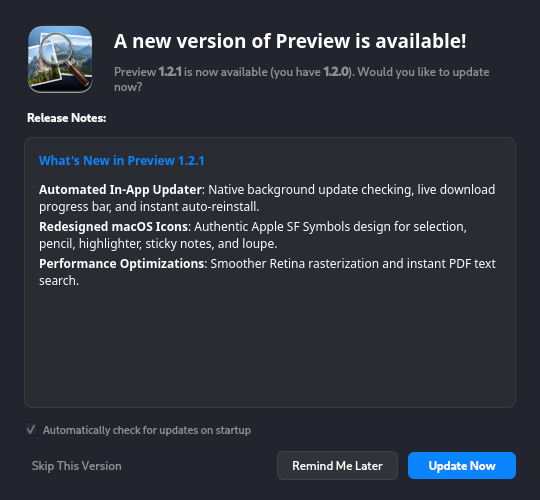 A new version of Preview is available!
Preview 1.2.1 is now available (you have 1.2.0). Would you like to update
now?
Release Notes:
What's New in Preview 1.2.1
Automated In-App Updater: Native background update checking, live download
progress bar, and instant auto-reinstall.
Redesigned macOS Icons: Authentic Apple SF Symbols design for selection,
pencil, highlighter, sticky notes, and loupe.
Performance Optimizations: Smoother Retina rasterization and instant PDF text
search.
Automatically check for updates on startup
Skip This Version
Remind Me Later
Update Now